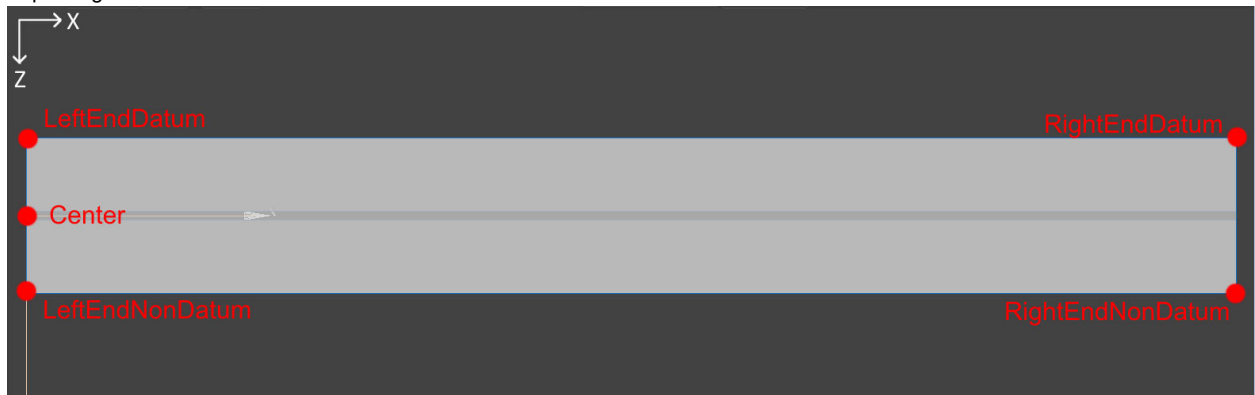 X
Z
LeftEndDatum
RightEndDatum
Center
LeftEndNonDatum
RightEndNonDatum